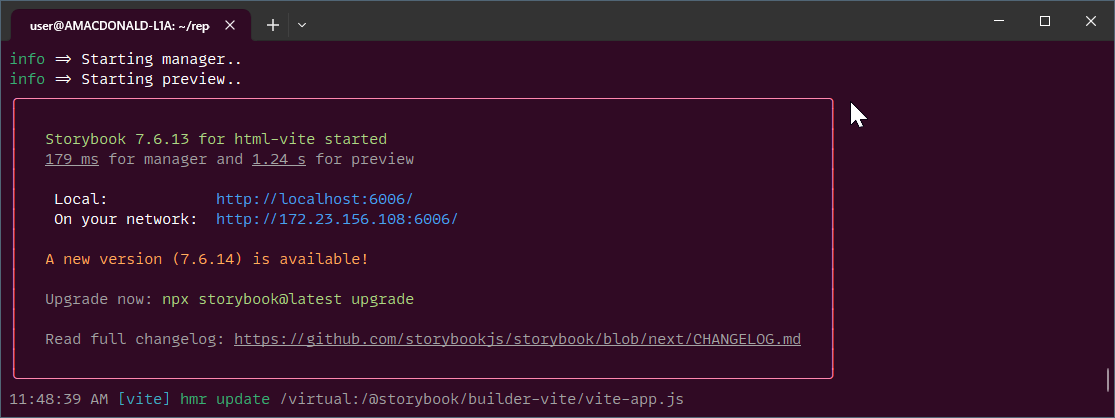 user@AMACDONALD-L1A: ~/rep
info => Starting manager..
info => Starting preview..
Storybook 7.6.13 for html-vite started
179 ms for manager and 1.24 s for preview
Local: http://localhost:6006/
On your network: http://172.23.156.108:6006/
A new version (7.6.14) is available!
Upgrade now: npx storybook@latest upgrade
Read full changelog: https://github.com/storybookjs/storybook/blob/next/CHANGELOG.md
11:48:39 AM [vite] hmr update /virtual:/@storybook/builder-vite/vite-app.js